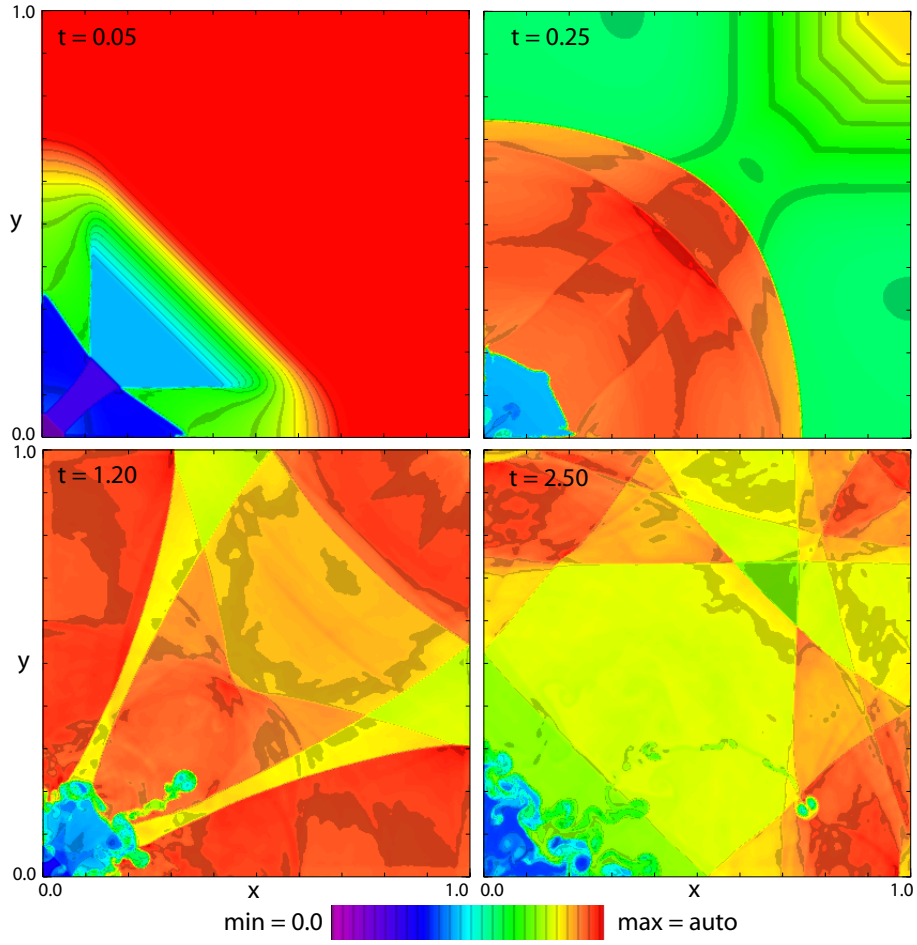 1.0
t = 0.05
t = 0.25
y
0.0
1.0
t = 1.20
t = 2.50
y
0.0
0.0
x
1.0
0.0
x
1.0
min = 0.0
max = auto